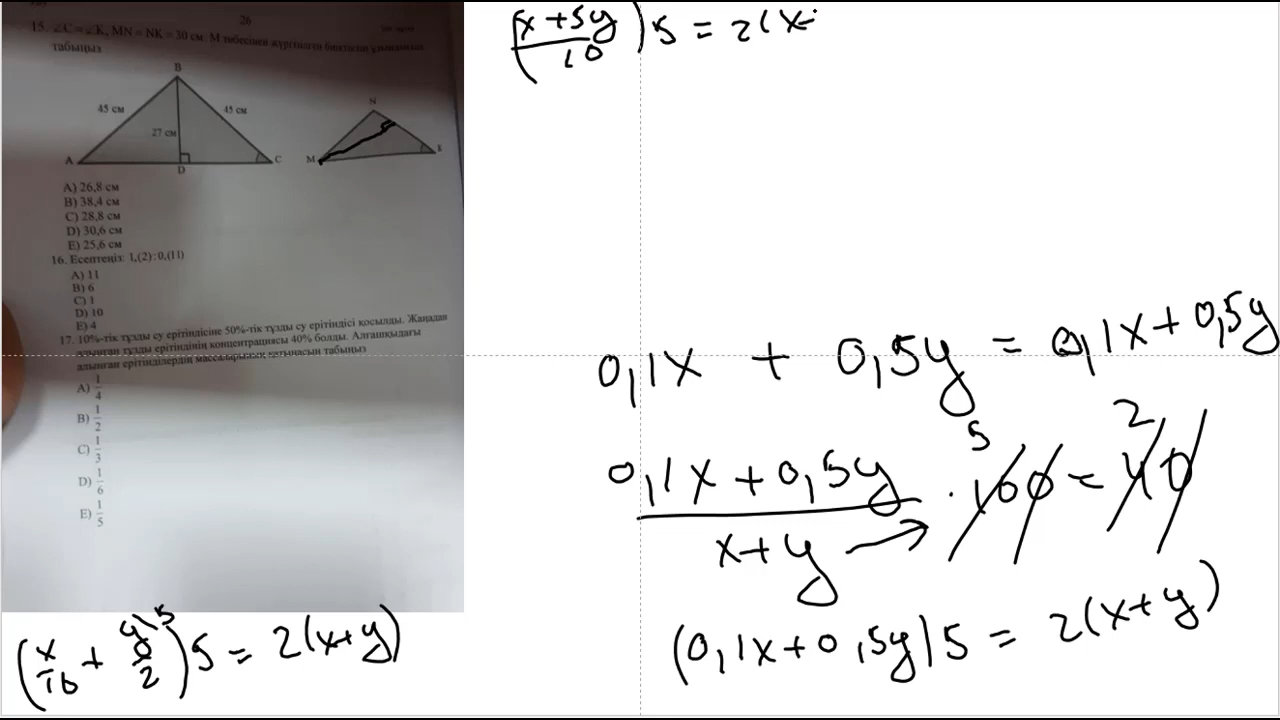 26
15. ∠C = ∠K, MN = NK = 30 см. M төбесінен жүргізілген биіктіктің ұзындығын
табыңыз
B
45 см
45 см
27 см
A
D
C
N
M
K
A) 26,8 см
B) 38,4 см
C) 28,8 см
D) 30,6 см
E) 25,6 см
16. Есептеңіз: 1,(2) : 0,(11)
A) 11
B) 6
C) 1
D) 10
E) 4
17. 10%-тік тұзды су ерітіндісіне 50%-тік тұзды су ерітіндісі қосылды. Жаңадан
алынған тұзды ерітіндінің концентрациясы 40% болды. Алғашқыдағы
алынған ерітінділердің массаларының қатынасын табыңыз
A) 1/4
B) 1/2
C) 1/3
D) 1/6
E) 1/5
((x+5y)/10)5 = 2(x+
0,1x + 0,5y = 0,1x + 0,5y
(0,1x + 0,5y)/(x+y) · 100 = 40
5
2
(0,1x + 0,5y)5 = 2(x+y)
(x/10 + y/2 \5)5 = 2(x+y)